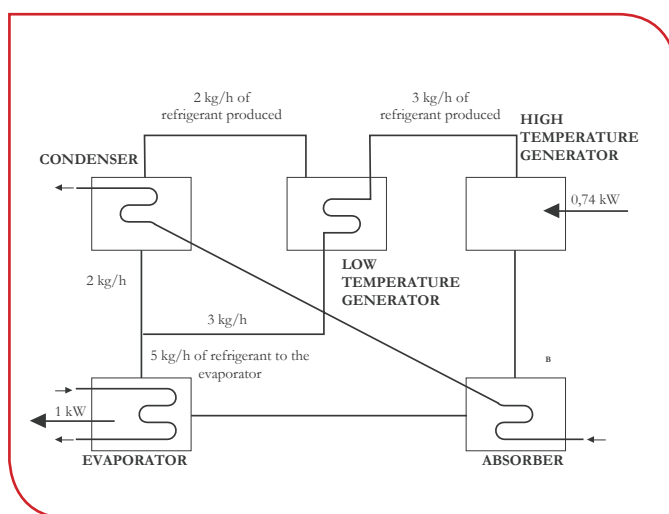 2 kg/h of
refrigerant produced
3 kg/h of
refrigerant produced
HIGH
TEMPERATURE
GENERATOR
CONDENSER
0,74 kW
LOW
TEMPERATURE
GENERATOR
2 kg/h
3 kg/h
5 kg/h of refrigerant to the
evaporator
B
1 kW
EVAPORATOR
ABSORBER